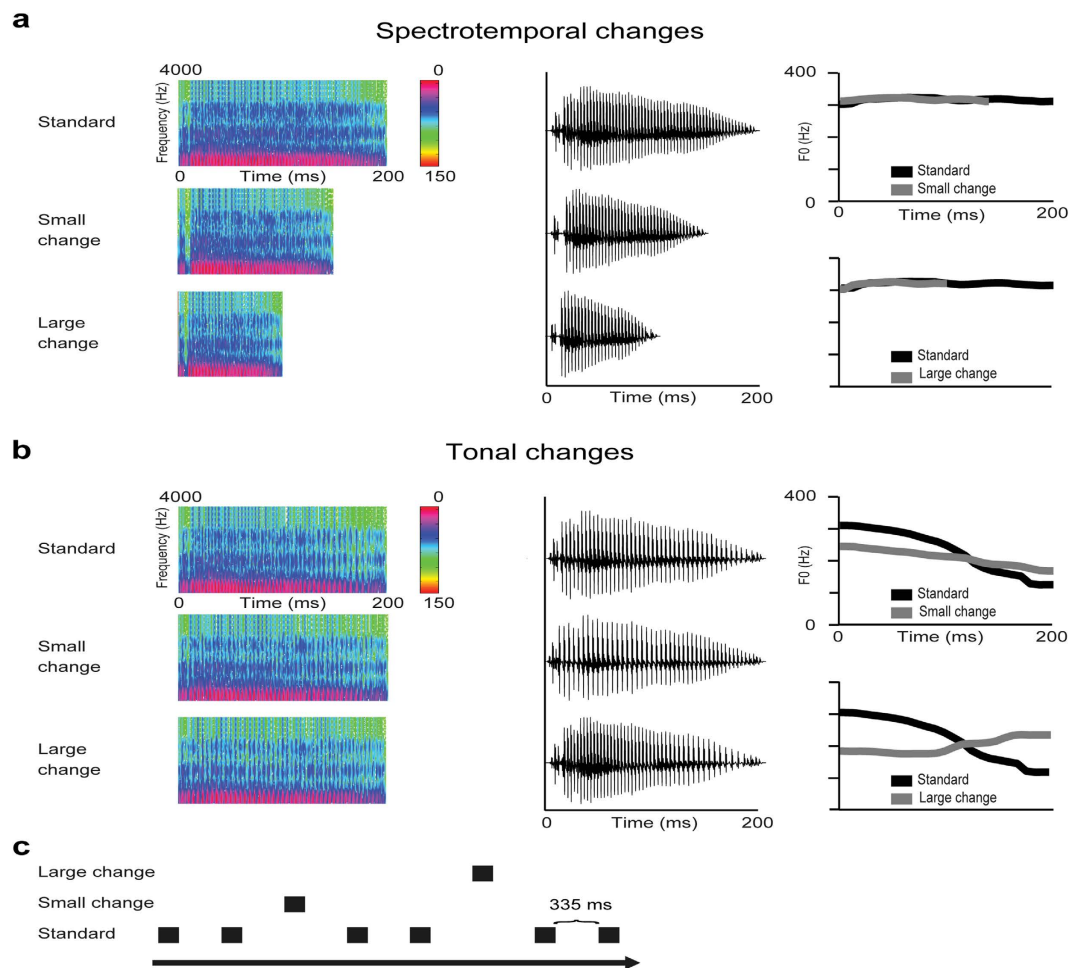 a
Spectrotemporal changes
4000
0
Standard
Frequency (Hz)
0
Time (ms)
200
150
Small
change
Large
change
0
Time (ms)
200
400
F0 (Hz)
Standard
Small change
0
0
Time (ms)
200
Standard
Large change
b
Tonal changes
4000
0
Standard
Frequency (Hz)
0
Time (ms)
200
150
Small
change
Large
change
0
Time (ms)
200
400
F0 (Hz)
Standard
Small change
0
0
Time (ms)
200
Standard
Large change
c
Large change
Small change
335 ms
Standard